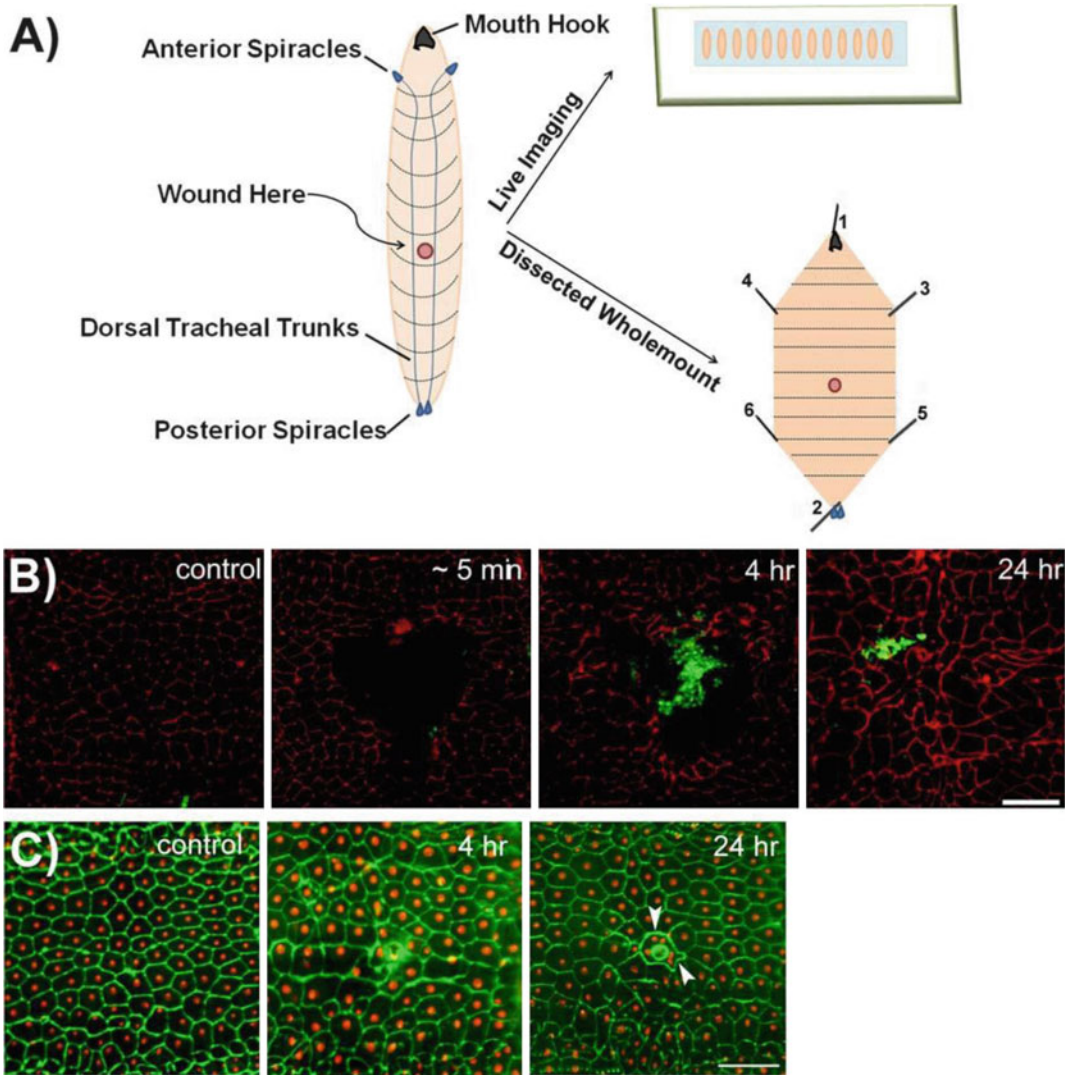 A)
Mouth Hook
Anterior Spiracles
Wound Here
Dorsal Tracheal Trunks
Posterior Spiracles
Live Imaging
Dissected Wholemount
1
4
3
6
5
2
B)
control
~ 5 min
4 hr
24 hr
C)
control
4 hr
24 hr